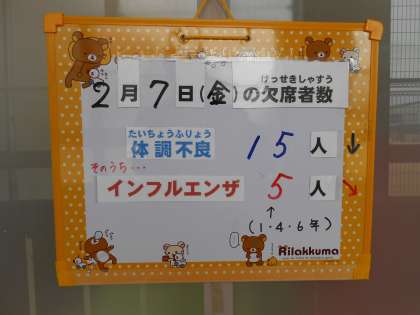 けっせきしゃすう
2月7日(金)の欠席者数
たいちょうふりょう
体調不良 15人 ↓
そのうち…
インフルエンザ 5人 ↘
↑
(1・4・6年)
Rilakkuma